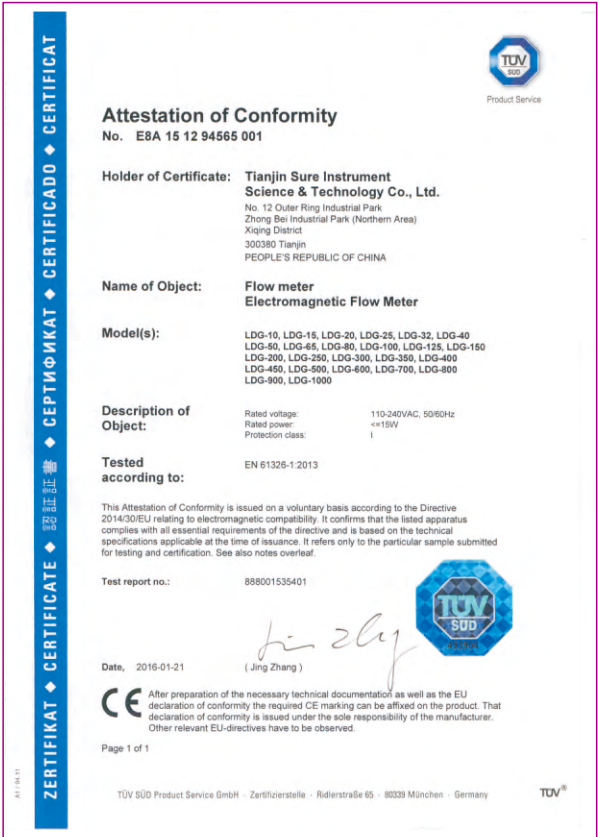 ZERTIFIKAT ◆ CERTIFICATE ◆ 認証証書 ◆ СЕРТИФИКАТ ◆ CERTIFICADO ◆ CERTIFICAT
TÜV
SÜD
Product Service
Attestation of Conformity
No. E8A 15 12 94565 001
Holder of Certificate: Tianjin Sure Instrument
Science & Technology Co., Ltd.
No. 12 Outer Ring Industrial Park
Zhong Bei Industrial Park (Northern Area)
Xiqing District
300380 Tianjin
PEOPLE'S REPUBLIC OF CHINA
Name of Object: Flow meter
Electromagnetic Flow Meter
Model(s): LDG-10, LDG-15, LDG-20, LDG-25, LDG-32, LDG-40
LDG-50, LDG-65, LDG-80, LDG-100, LDG-125, LDG-150
LDG-200, LDG-250, LDG-300, LDG-350, LDG-400
LDG-450, LDG-500, LDG-600, LDG-700, LDG-800
LDG-900, LDG-1000
Description of
Object:
Rated voltage: 110-240VAC, 50/60Hz
Rated power: <=15W
Protection class: I
Tested
according to:
EN 61326-1:2013
This Attestation of Conformity is issued on a voluntary basis according to the Directive
2014/30/EU relating to electromagnetic compatibility. It confirms that the listed apparatus
complies with all essential requirements of the directive and is based on the technical
specifications applicable at the time of issuance. It refers only to the particular sample submitted
for testing and certification. See also notes overleaf.
Test report no.: 888001535401
TÜV
SÜD
Date, 2016-01-21
( Jing Zhang )
CE
After preparation of the necessary technical documentation as well as the EU
declaration of conformity the required CE marking can be affixed on the product. That
declaration of conformity is issued under the sole responsibility of the manufacturer.
Other relevant EU-directives have to be observed.
Page 1 of 1
A1 / 04.11
TÜV SÜD Product Service GmbH · Zertifizierstelle · Ridlerstraße 65 · 80339 München · Germany
TÜV®